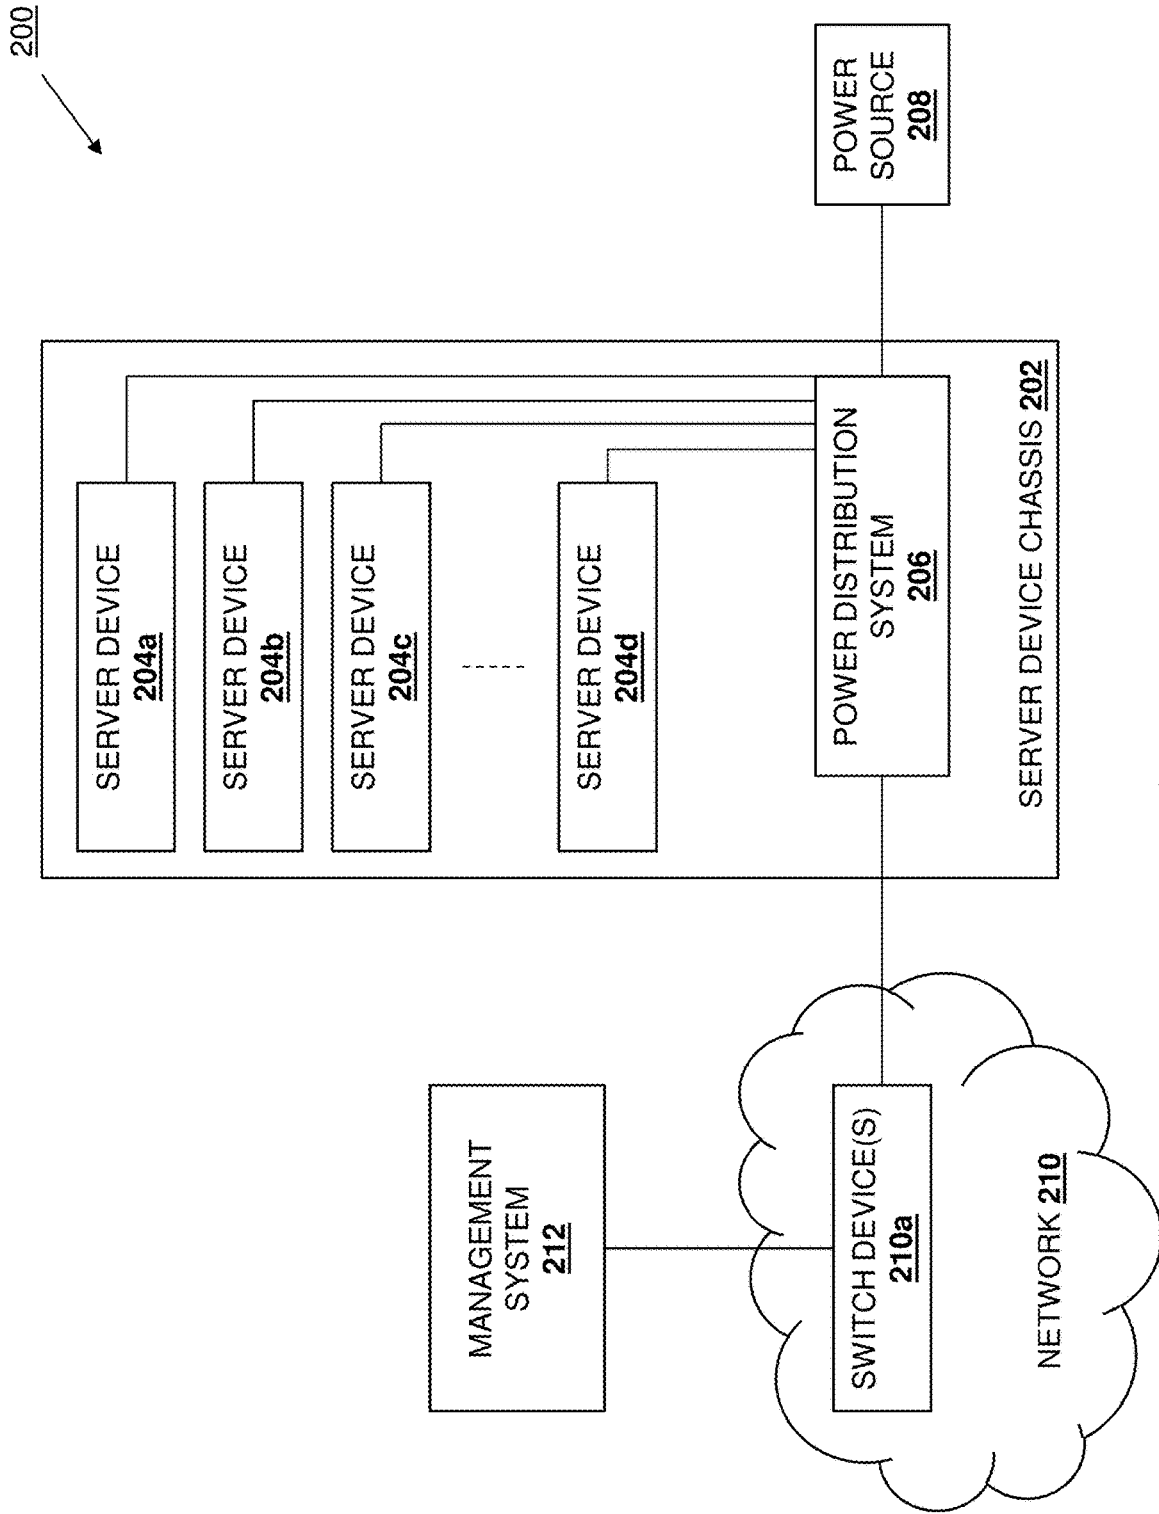 200
MANAGEMENT
SYSTEM
212
SWITCH DEVICE(S)
210a
NETWORK 210
SERVER DEVICE
204a
SERVER DEVICE
204b
SERVER DEVICE
204c
SERVER DEVICE
204d
POWER DISTRIBUTION
SYSTEM
206
SERVER DEVICE CHASSIS 202
POWER
SOURCE
208